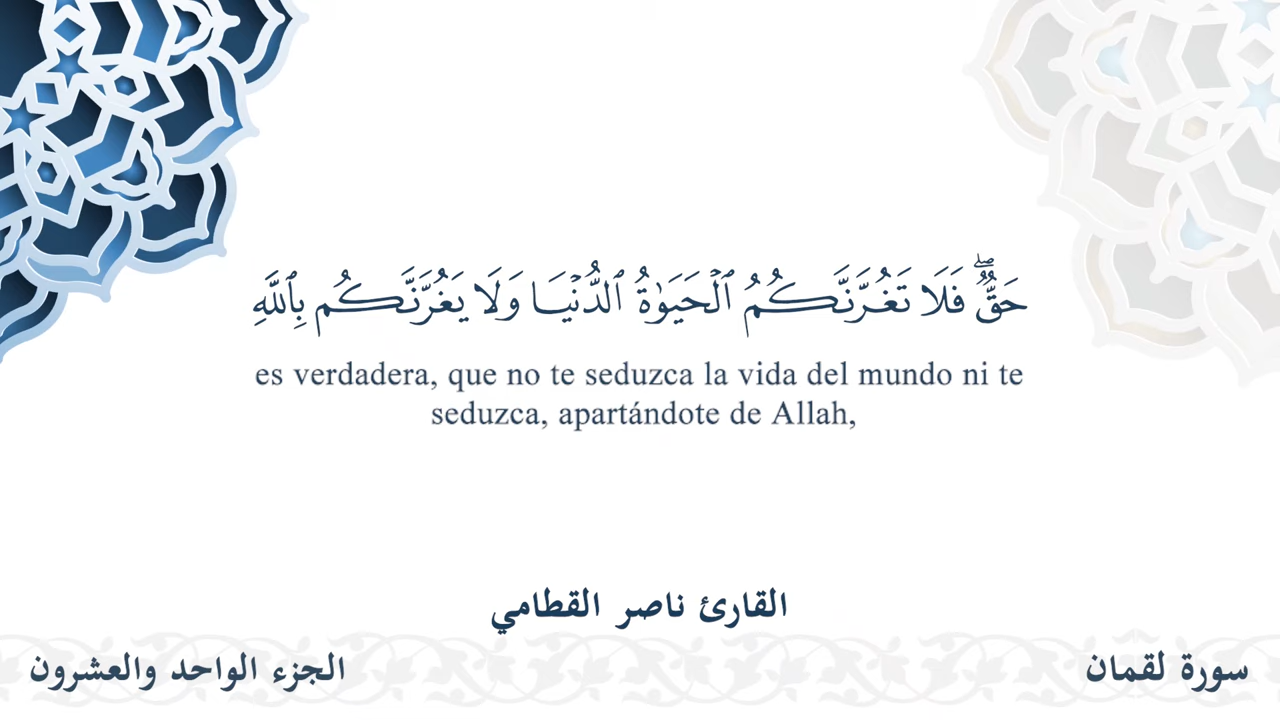 حَقٌّۖ فَلَا تَغُرَّنَّكُمُ ٱلۡحَيَوٰةُ ٱلدُّنۡيَا وَلَا يَغُرَّنَّكُم بِٱللَّهِ
es verdadera, que no te seduzca la vida del mundo ni te
seduzca, apartándote de Allah,
القارئ ناصر القطامي
سورة لقمان
الجزء الواحد والعشرون